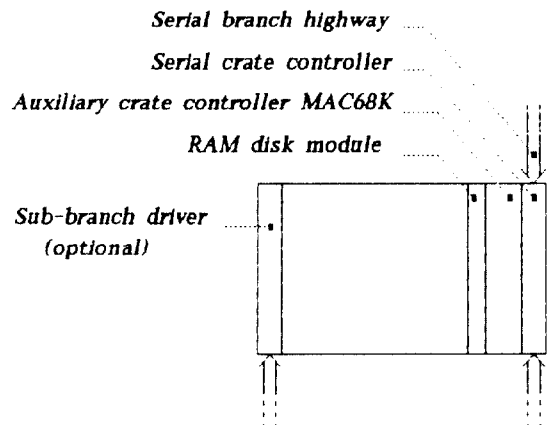 Serial branch highway
Serial crate controller
Auxiliary crate controller MAC68K
RAM disk module
Sub-branch driver
(optional)